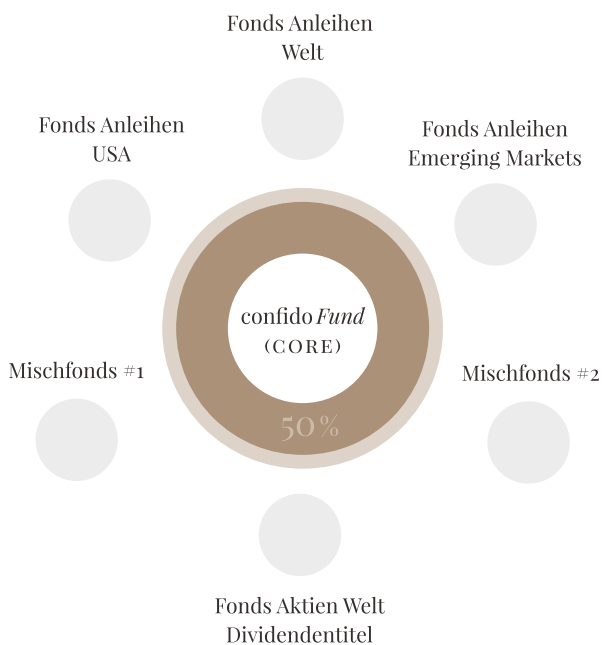 Fonds Anleihen
Welt
Fonds Anleihen
USA
Fonds Anleihen
Emerging Markets
confido Fund
(CORE)
Mischfonds #1
Mischfonds #2
50 %
Fonds Aktien Welt
Dividendentitel